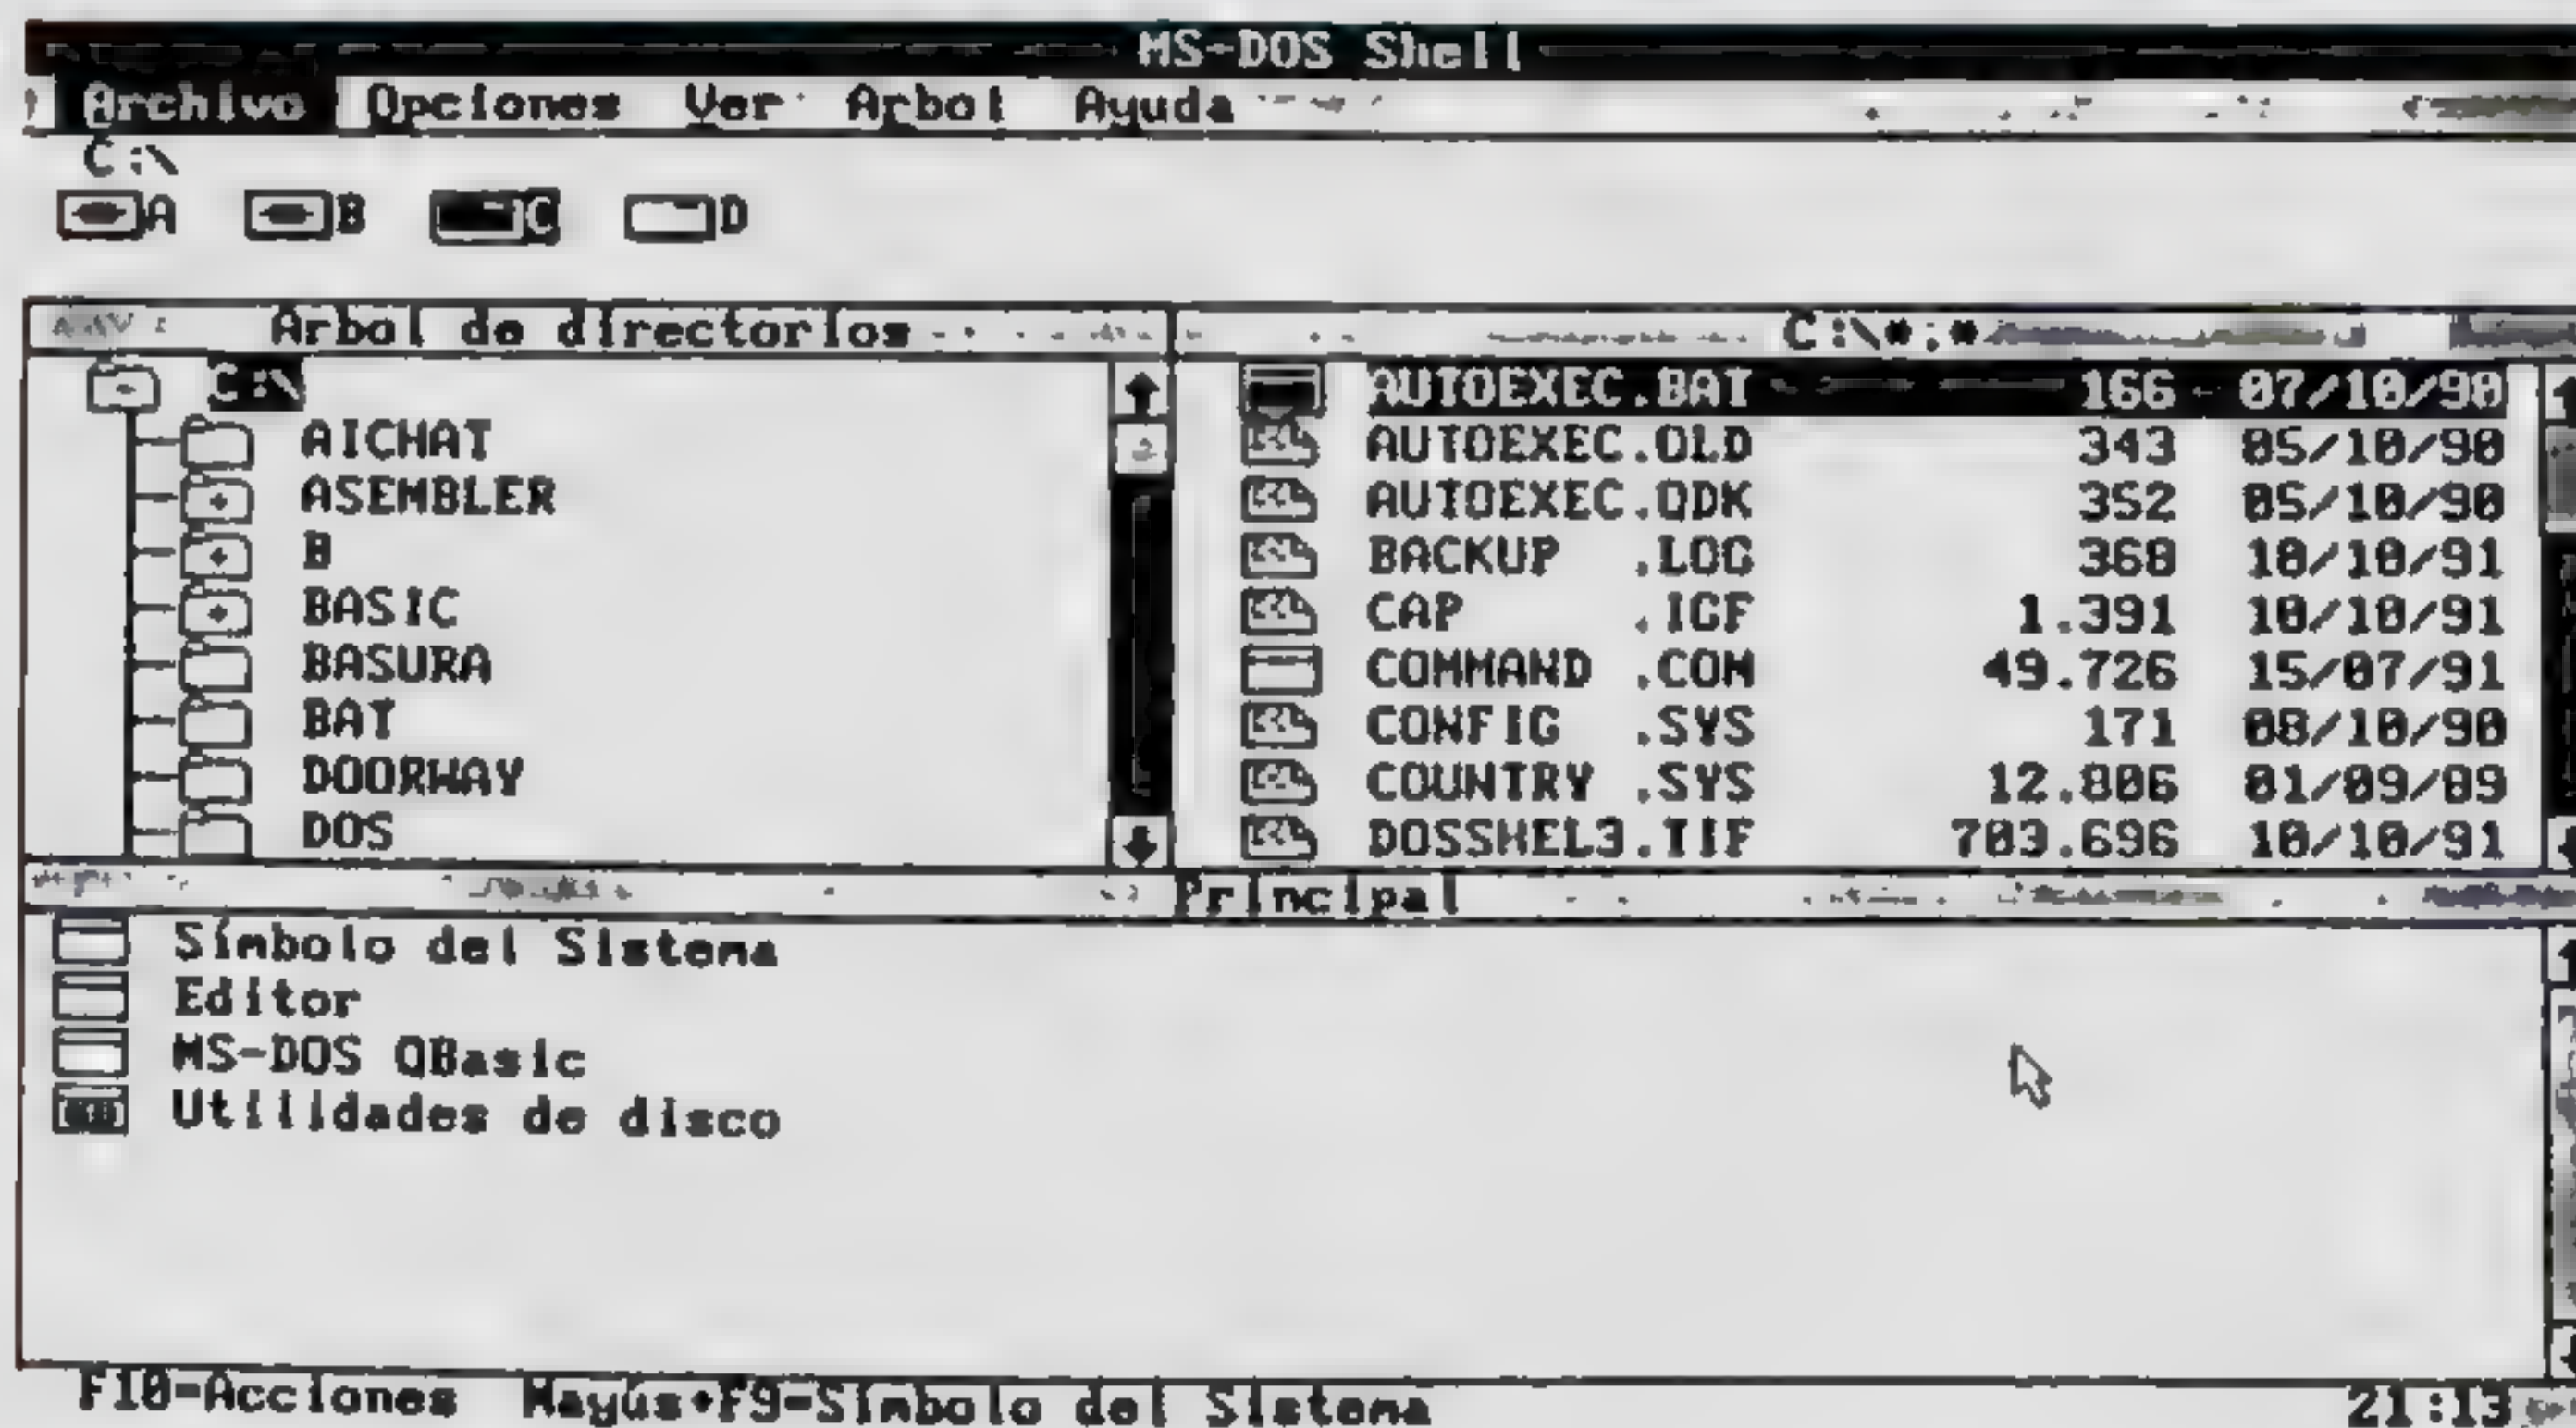 MS-DOS Shell
Archivo Opciones Ver Arbol Ayuda
C:\
A B C D
Arbol de directorios
C:\
AICHAT
ASEMBLER
B
BASIC
BASURA
BAT
DOORWAY
DOS
C:\*.*
AUTOEXEC.BAT 166 07/10/90
AUTOEXEC.OLD 343 05/10/90
AUTOEXEC.QDK 352 05/10/90
BACKUP .LOG 368 10/10/91
CAP .IGF 1.391 10/10/91
COMMAND .COM 49.726 15/07/91
CONFIG .SYS 171 08/10/90
COUNTRY .SYS 12.806 01/09/89
DOSSHEL3.TIF 703.696 10/10/91
Principal
Símbolo del Sistema
Editor
MS-DOS QBasic
Utilidades de disco
F10=Acciones Mayús+F9=Símbolo del Sistema 21:13